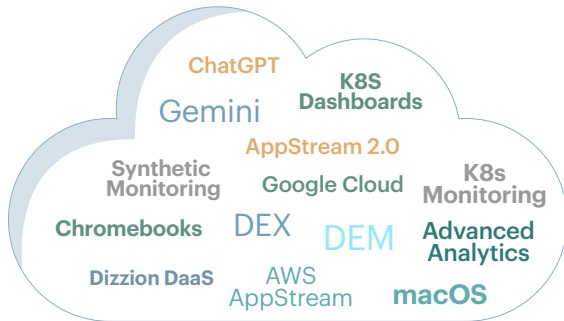 ChatGPT
K8S
Dashboards
Gemini
AppStream 2.0
Synthetic
Monitoring
Google Cloud
K8s
Monitoring
Chromebooks
DEX
DEM
Advanced
Analytics
Dizzion DaaS
AWS
AppStream
macOS